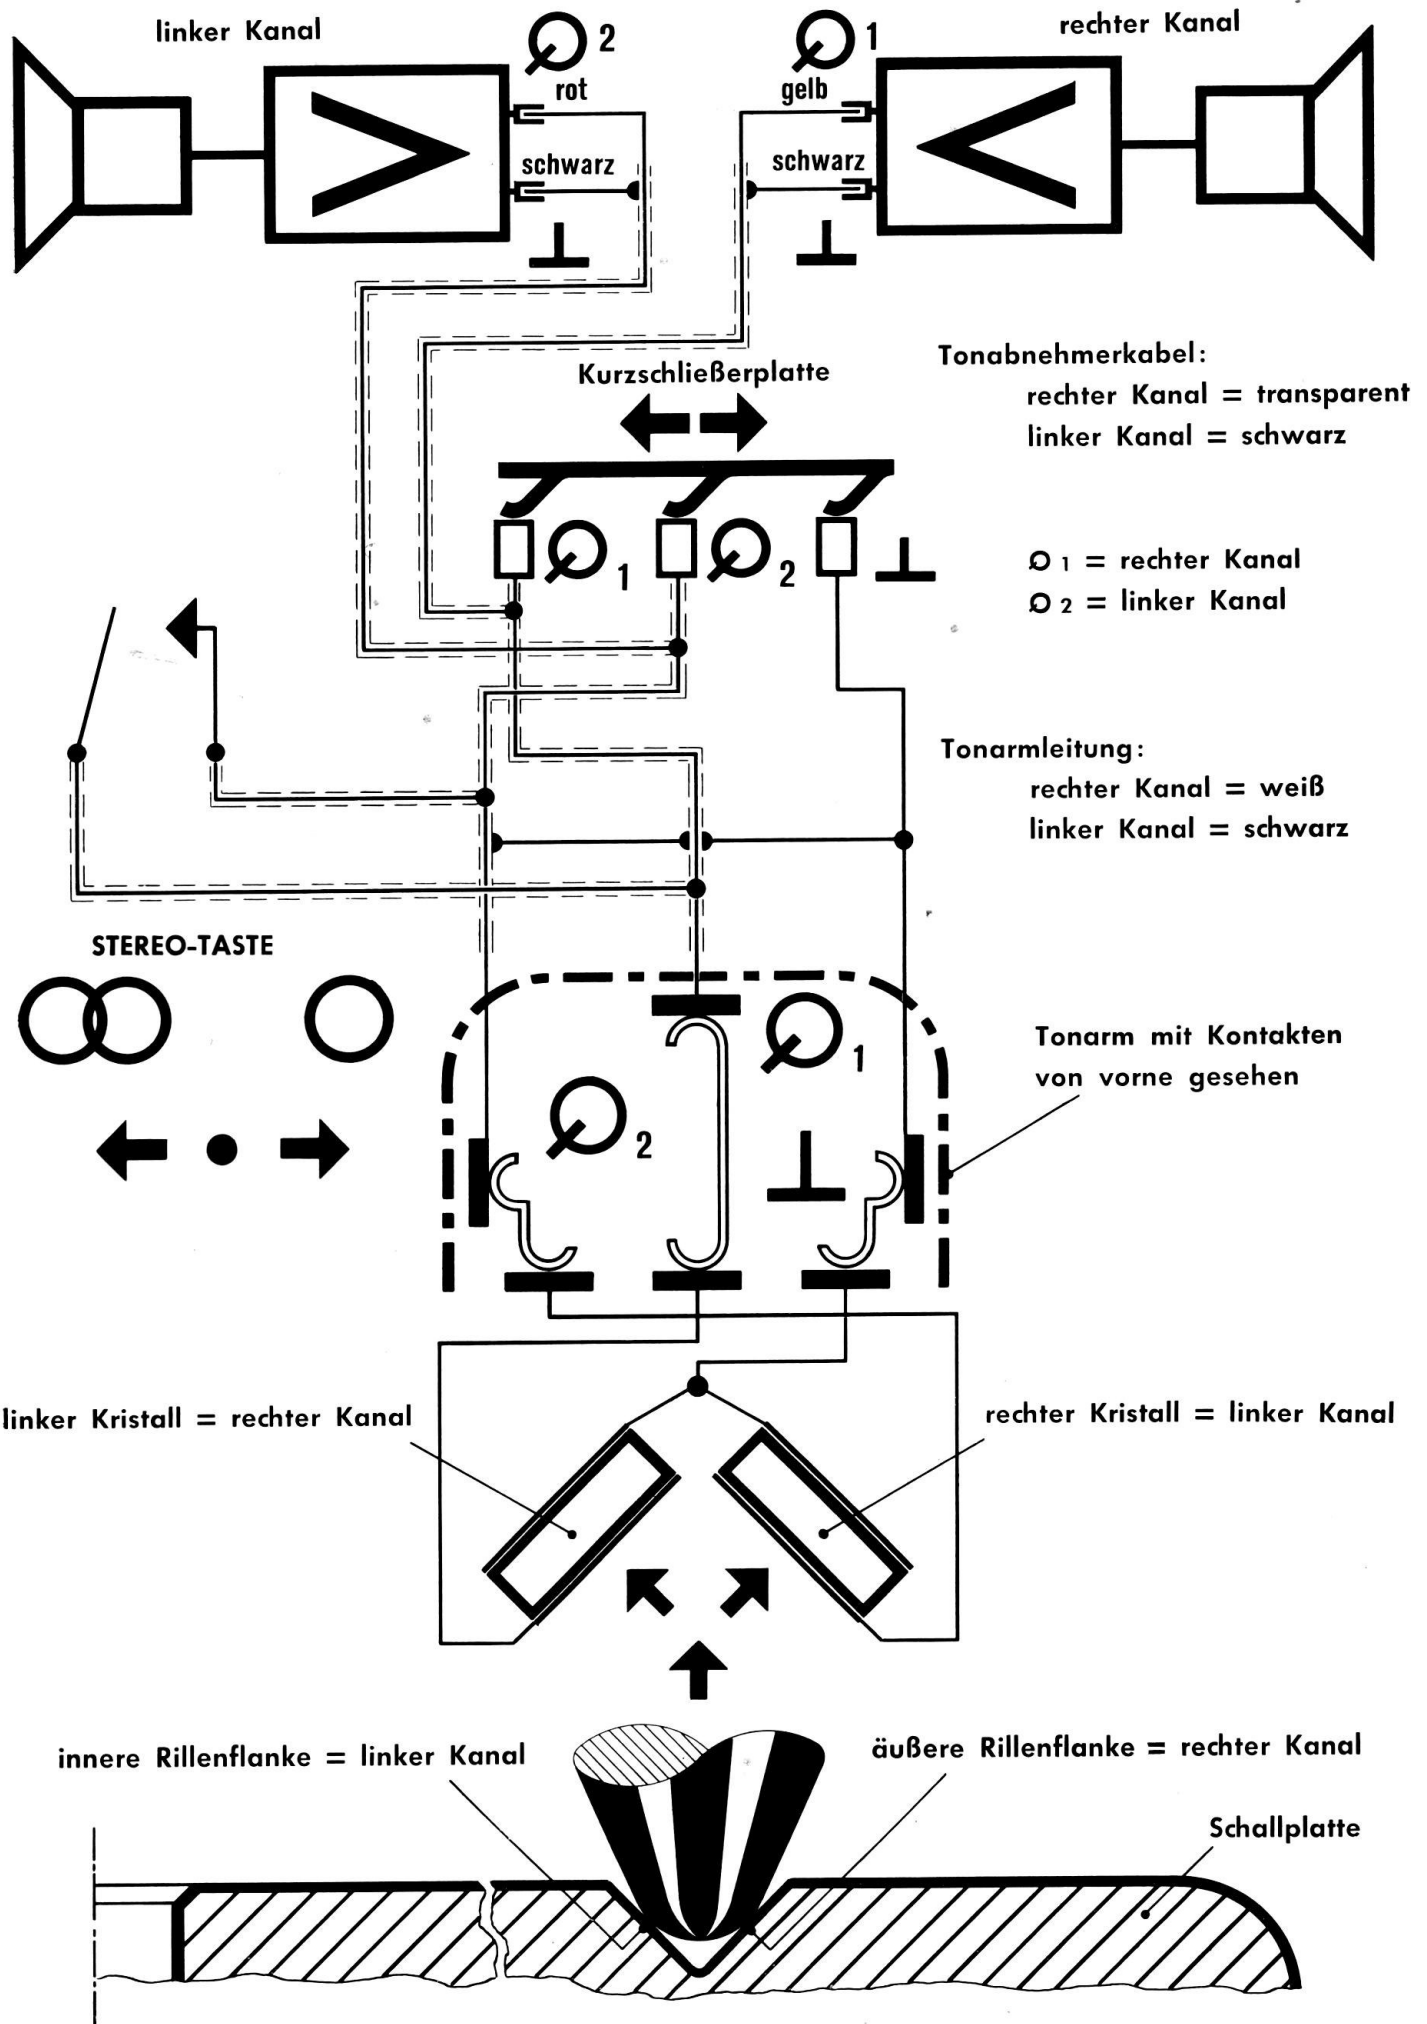 linker Kanal
2
1
rechter Kanal
rot
gelb
schwarz
schwarz
Kurzschließerplatte
Tonabnehmerkabel:
rechter Kanal = transparent
linker Kanal = schwarz
1
2
1 = rechter Kanal
2 = linker Kanal
Tonarmleitung:
rechter Kanal = weiß
linker Kanal = schwarz
STEREO-TASTE
1
2
Tonarm mit Kontakten
von vorne gesehen
linker Kristall = rechter Kanal
rechter Kristall = linker Kanal
innere Rillenflanke = linker Kanal
äußere Rillenflanke = rechter Kanal
Schallplatte